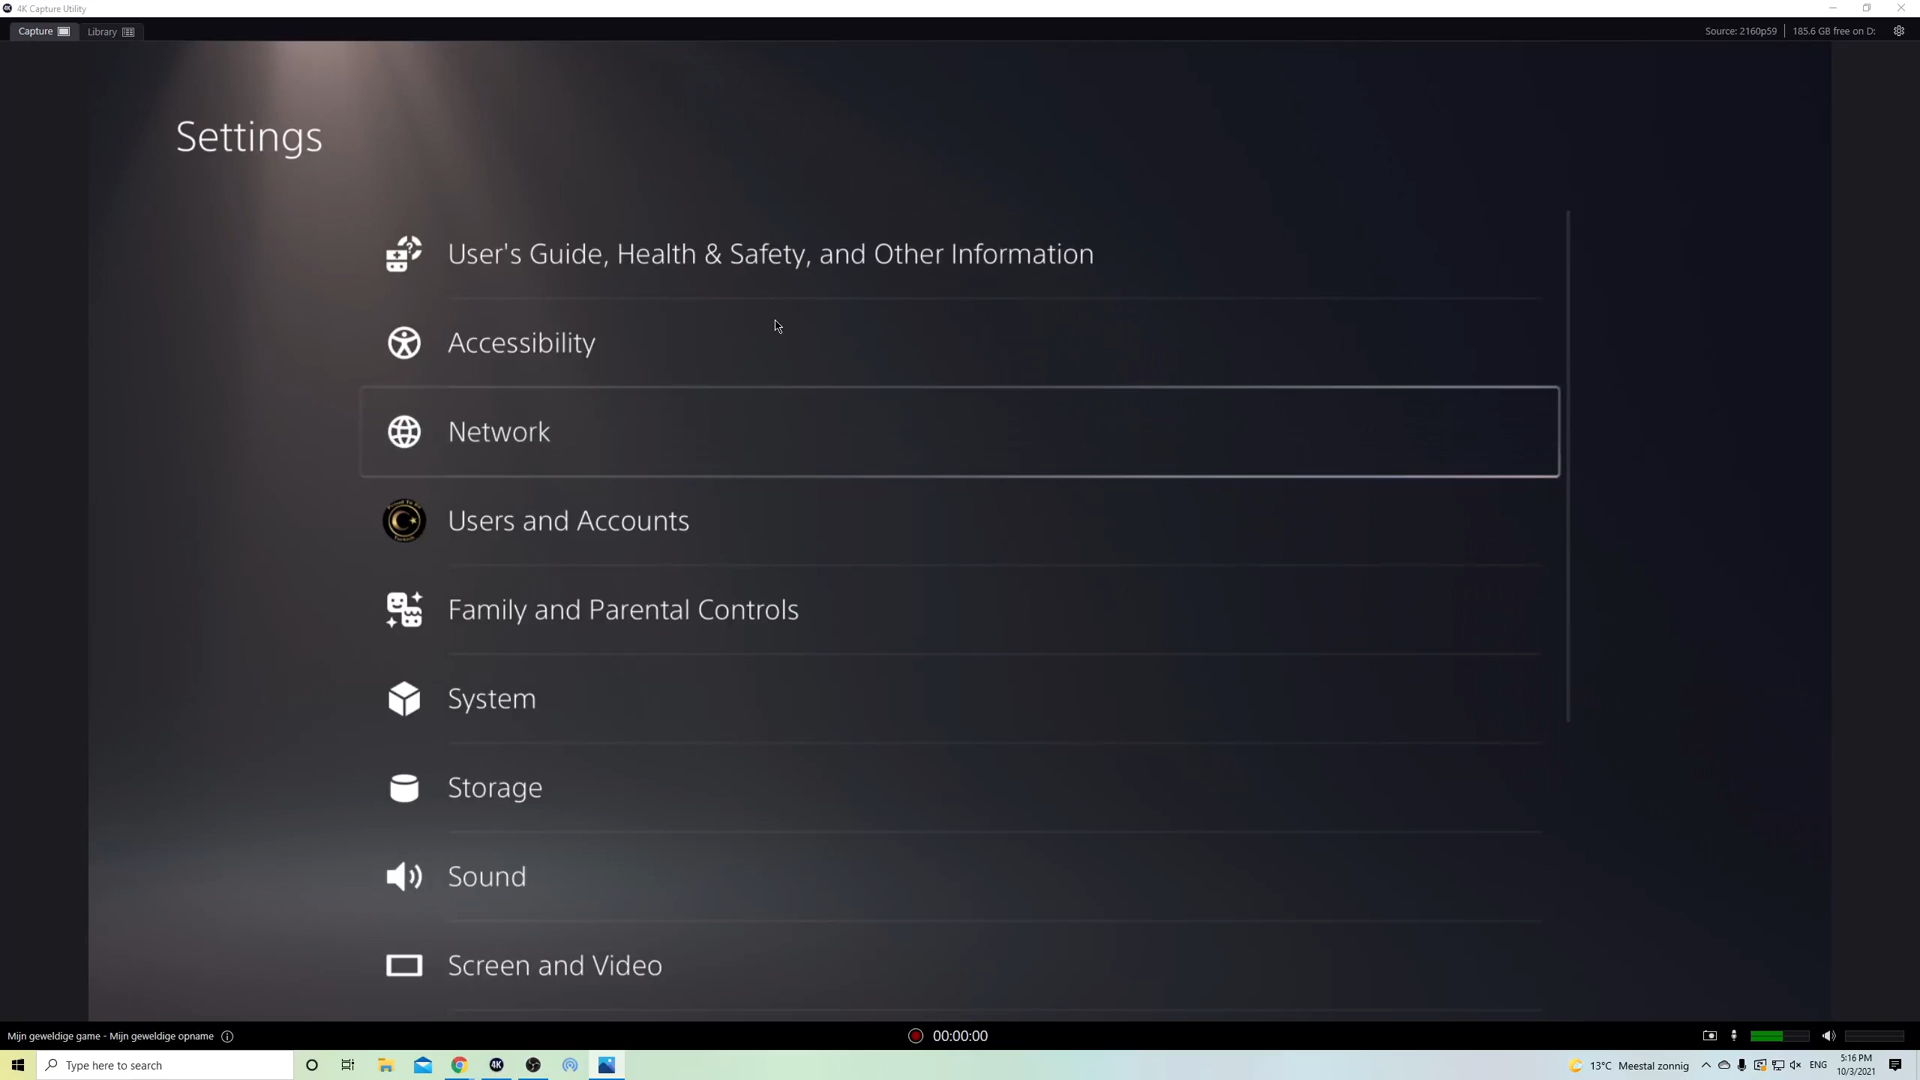 4K Capture Utility
Capture
Library
Source: 2160p59
185.6 GB free on D:
Settings
User's Guide, Health & Safety, and Other Information
Accessibility
Network
Users and Accounts
Family and Parental Controls
System
Storage
Sound
Screen and Video
Mijn geweldige game - Mijn geweldige opname
00:00:00
Type here to search
4K
13°C Meestal zonnig
ENG
5:16 PM
10/3/2021